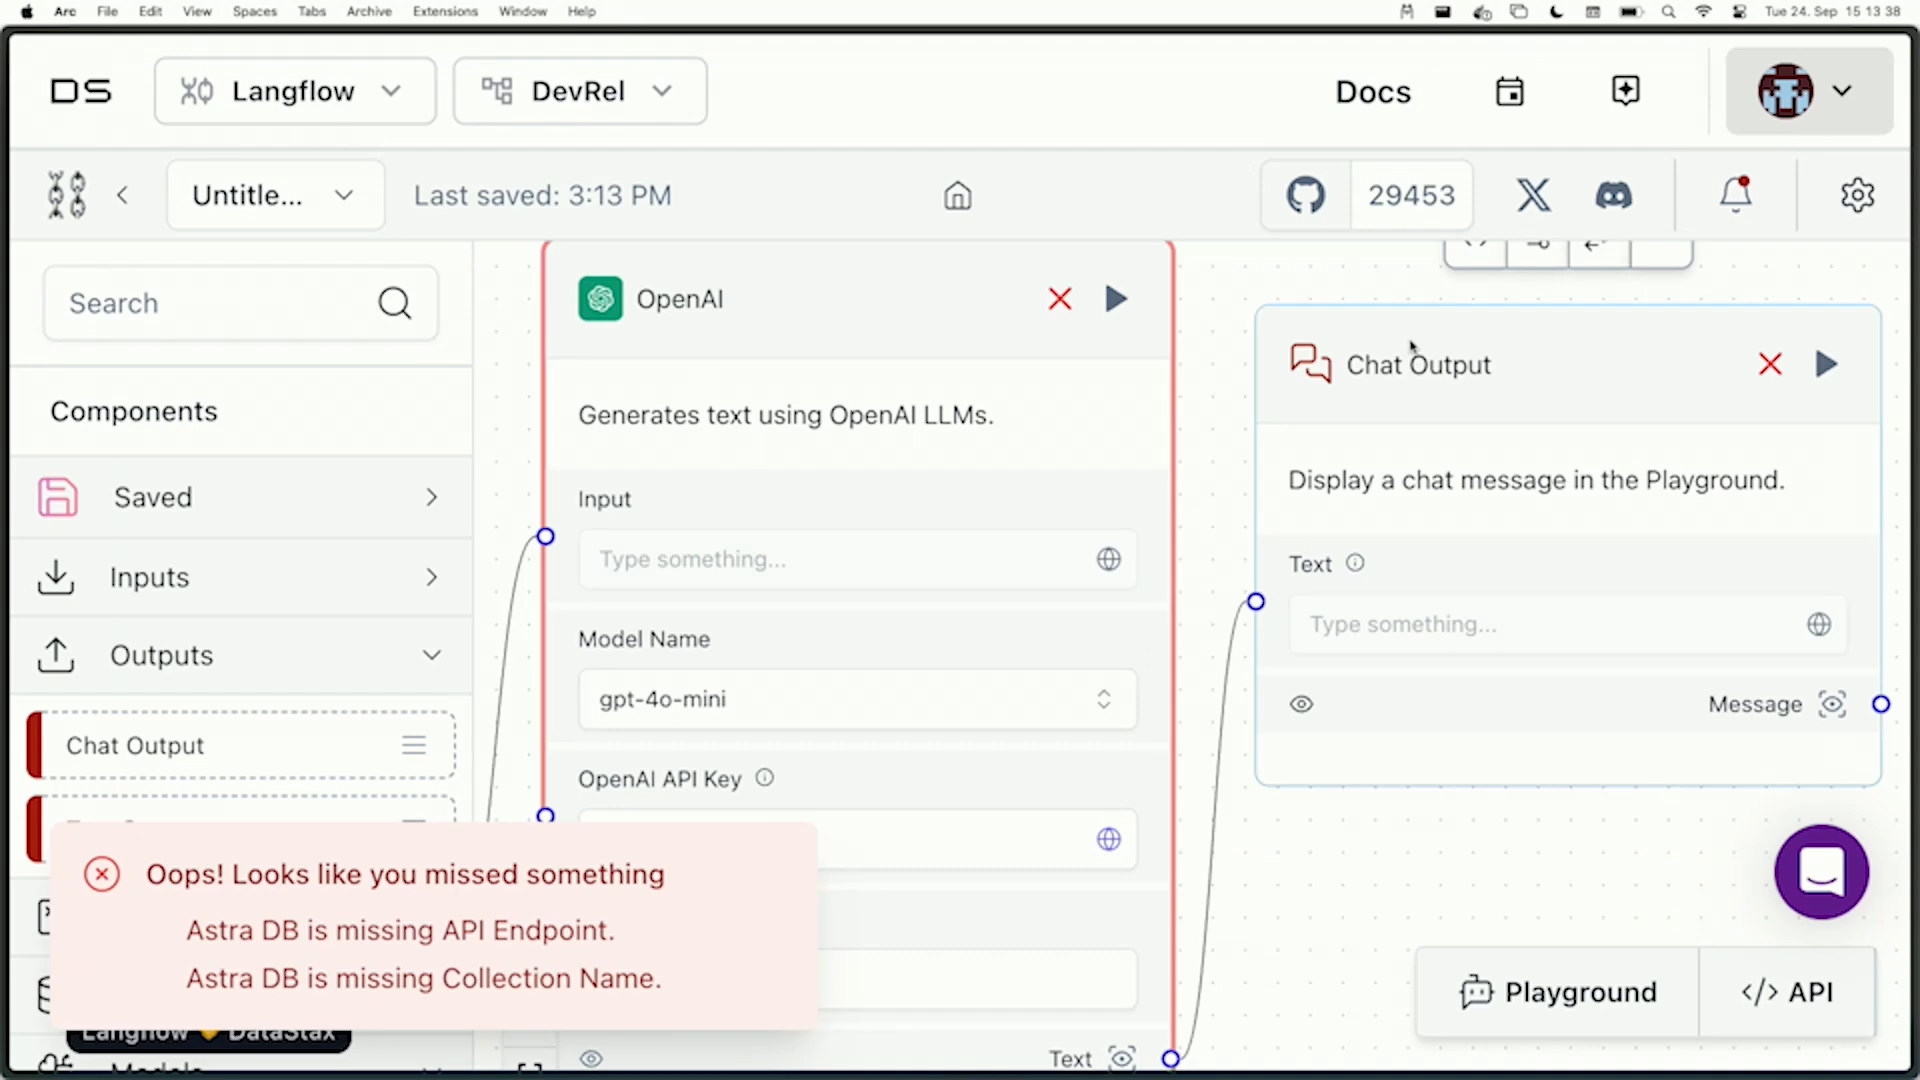 Arc File Edit View Spaces Tabs Archive Extensions Window Help Tue 24. Sep 15 13 38
DS Langflow DevRel Docs
Untitle... Last saved: 3:13 PM 29453
Search
Components
Saved
Inputs
Outputs
Chat Output
OpenAI
Generates text using OpenAI LLMs.
Input
Type something...
Model Name
gpt-4o-mini
OpenAI API Key
Text
Chat Output
Display a chat message in the Playground.
Text
Type something...
Message
Oops! Looks like you missed something
Astra DB is missing API Endpoint.
Astra DB is missing Collection Name.
Langflow DataStax
Models
Playground </> API